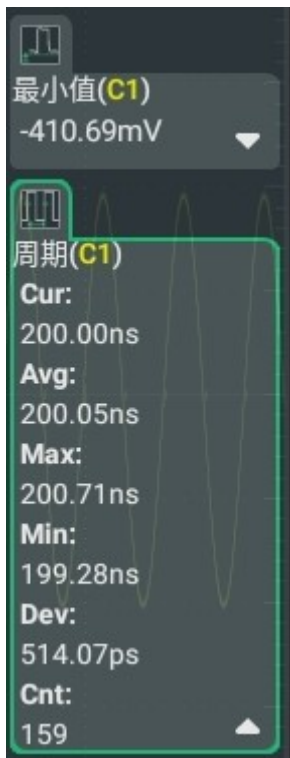 最小值(C1)
-410.69mV
周期(C1)
Cur:
200.00ns
Avg:
200.05ns
Max:
200.71ns
Min:
199.28ns
Dev:
514.07ps
Cnt:
159